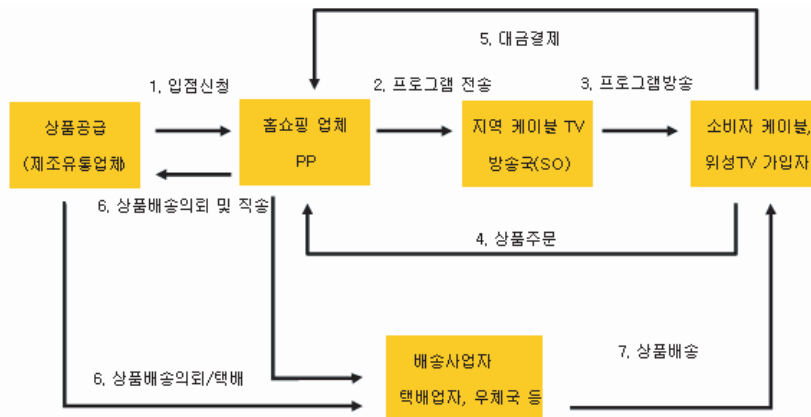 5. 대금결제
1. 입점신청
2. 프로그램 전송
3. 프로그램방송
상품공급
(제조유통업체)
홈쇼핑 업체
PP
지역 케이블 TV
방송국(SO)
소비자 케이블,
위성TV 가입자
6. 상품배송의뢰 및 직송
4. 상품주문
배송사업자
택배업자, 우체국 등
7. 상품배송
6. 상품배송의뢰/택배